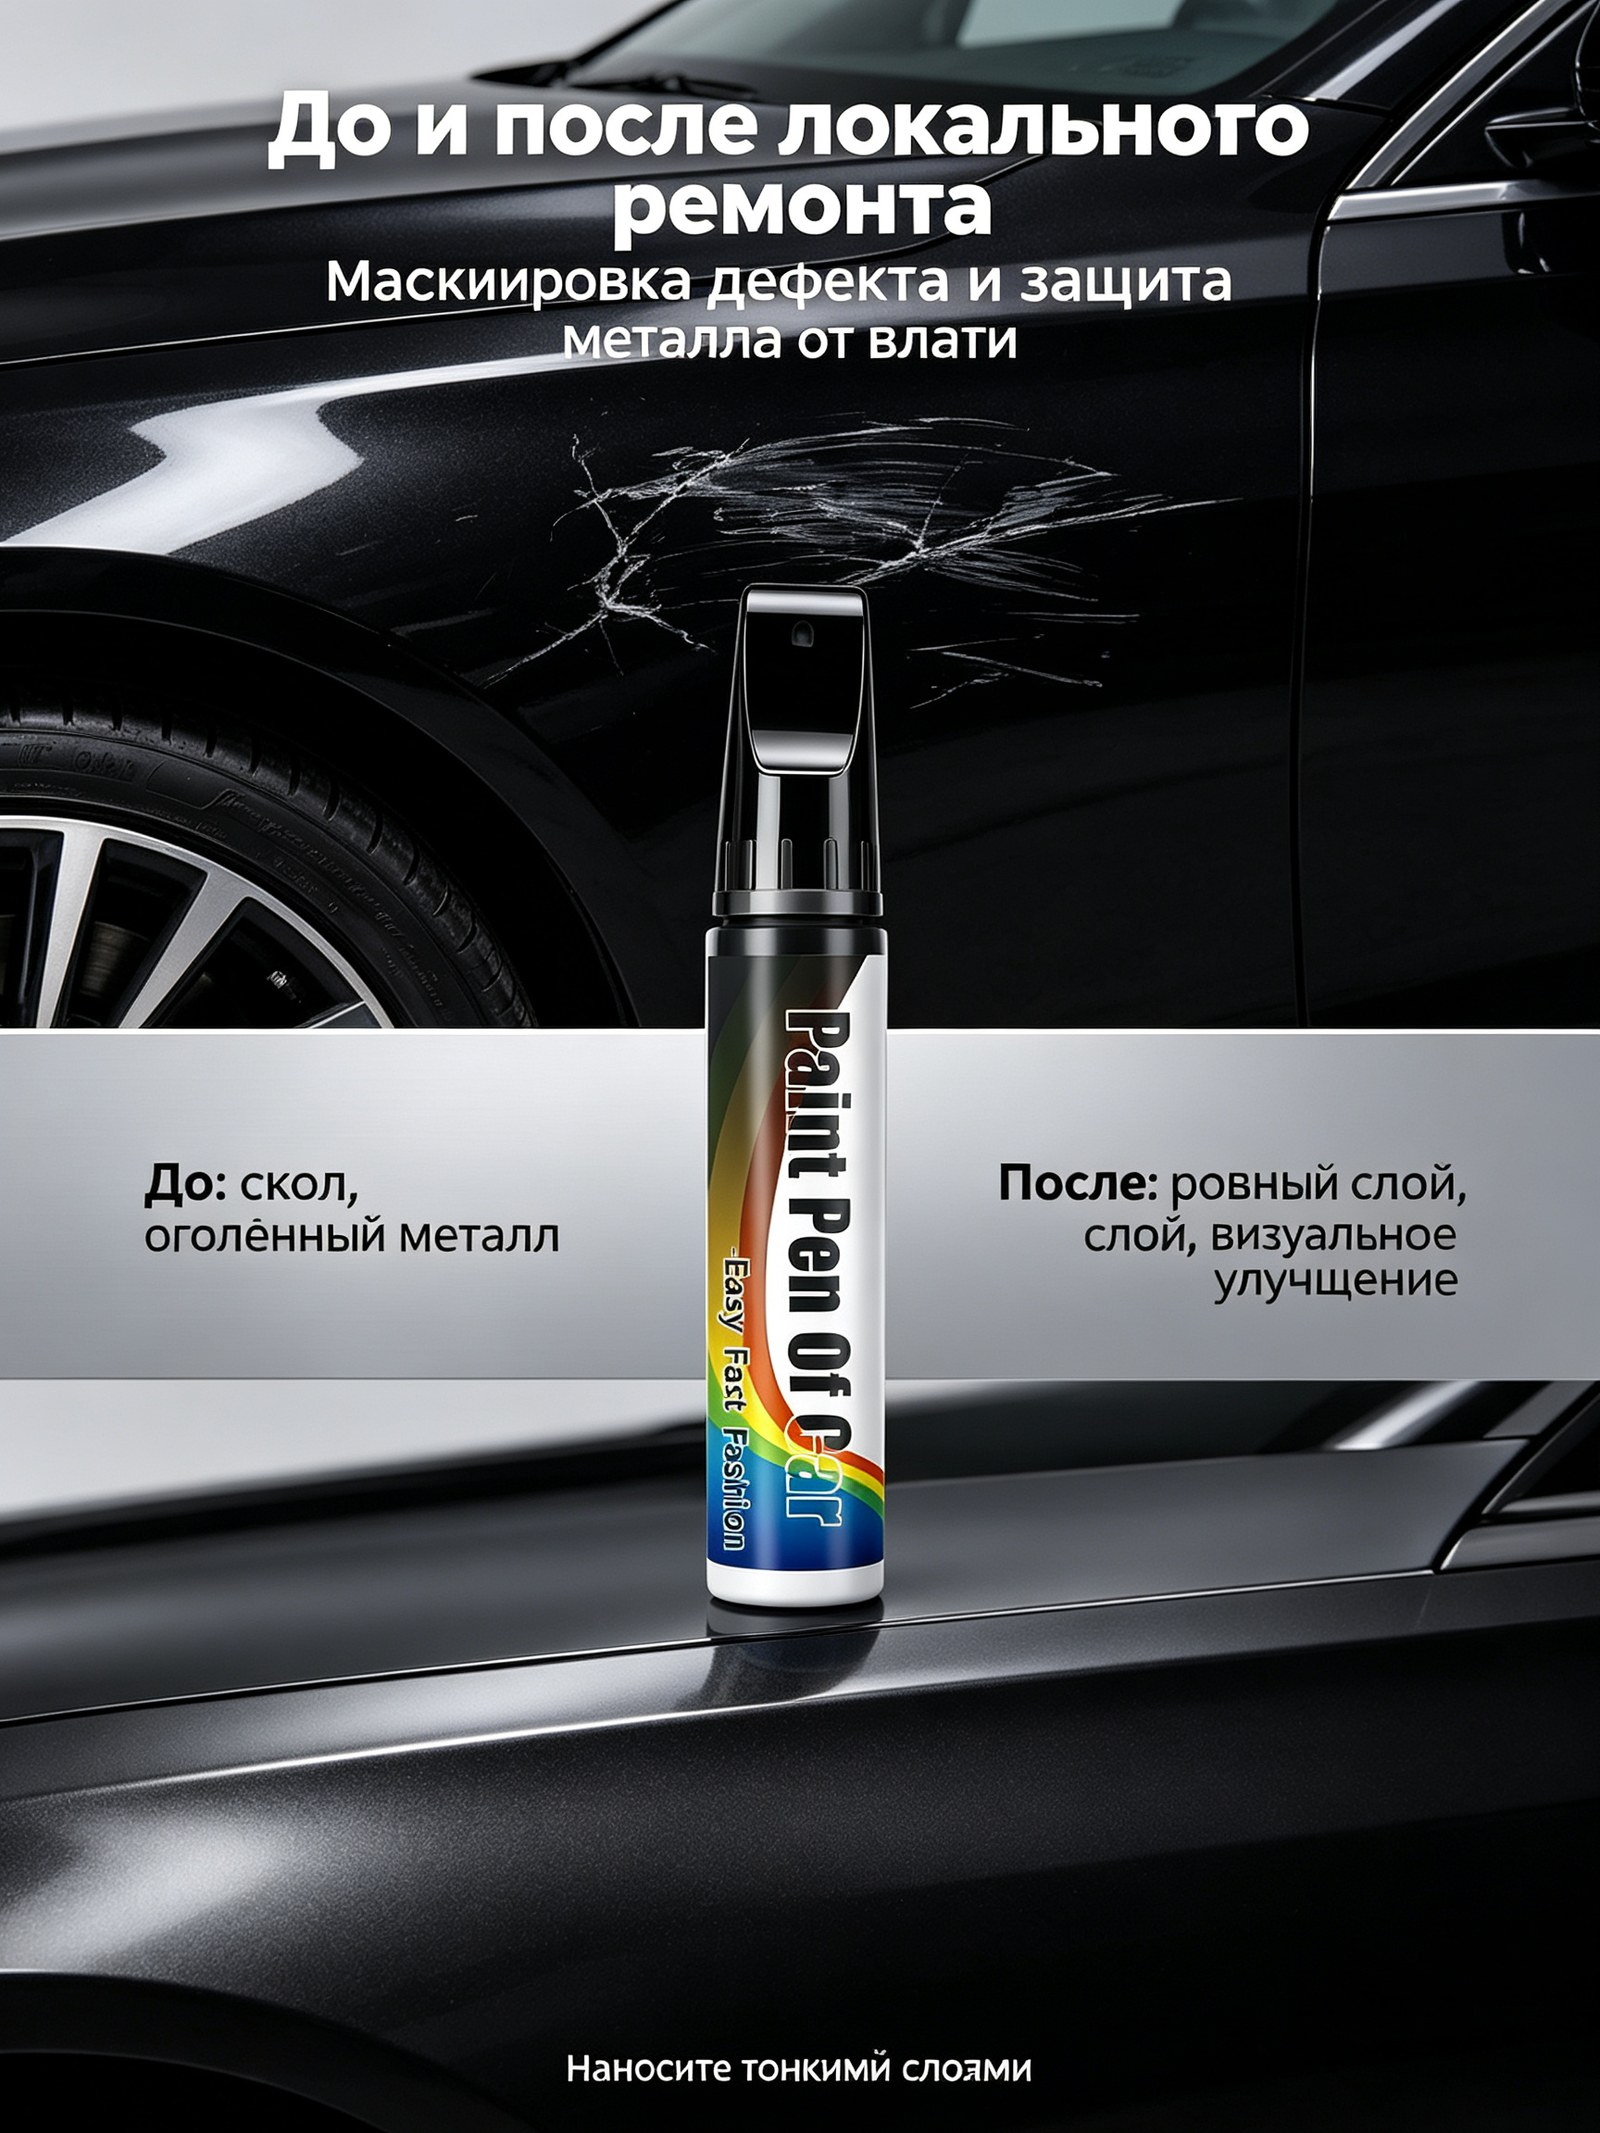 До и после локального
ремонта
Маскиировка дефекта и защита
металла от влати
До: скол,
оголённый металл
После: ровный слой,
слой, визуальное
улучщение
Paint Pen Of Car
-Easy Fast Fashion
Наносите тонкимй слоями